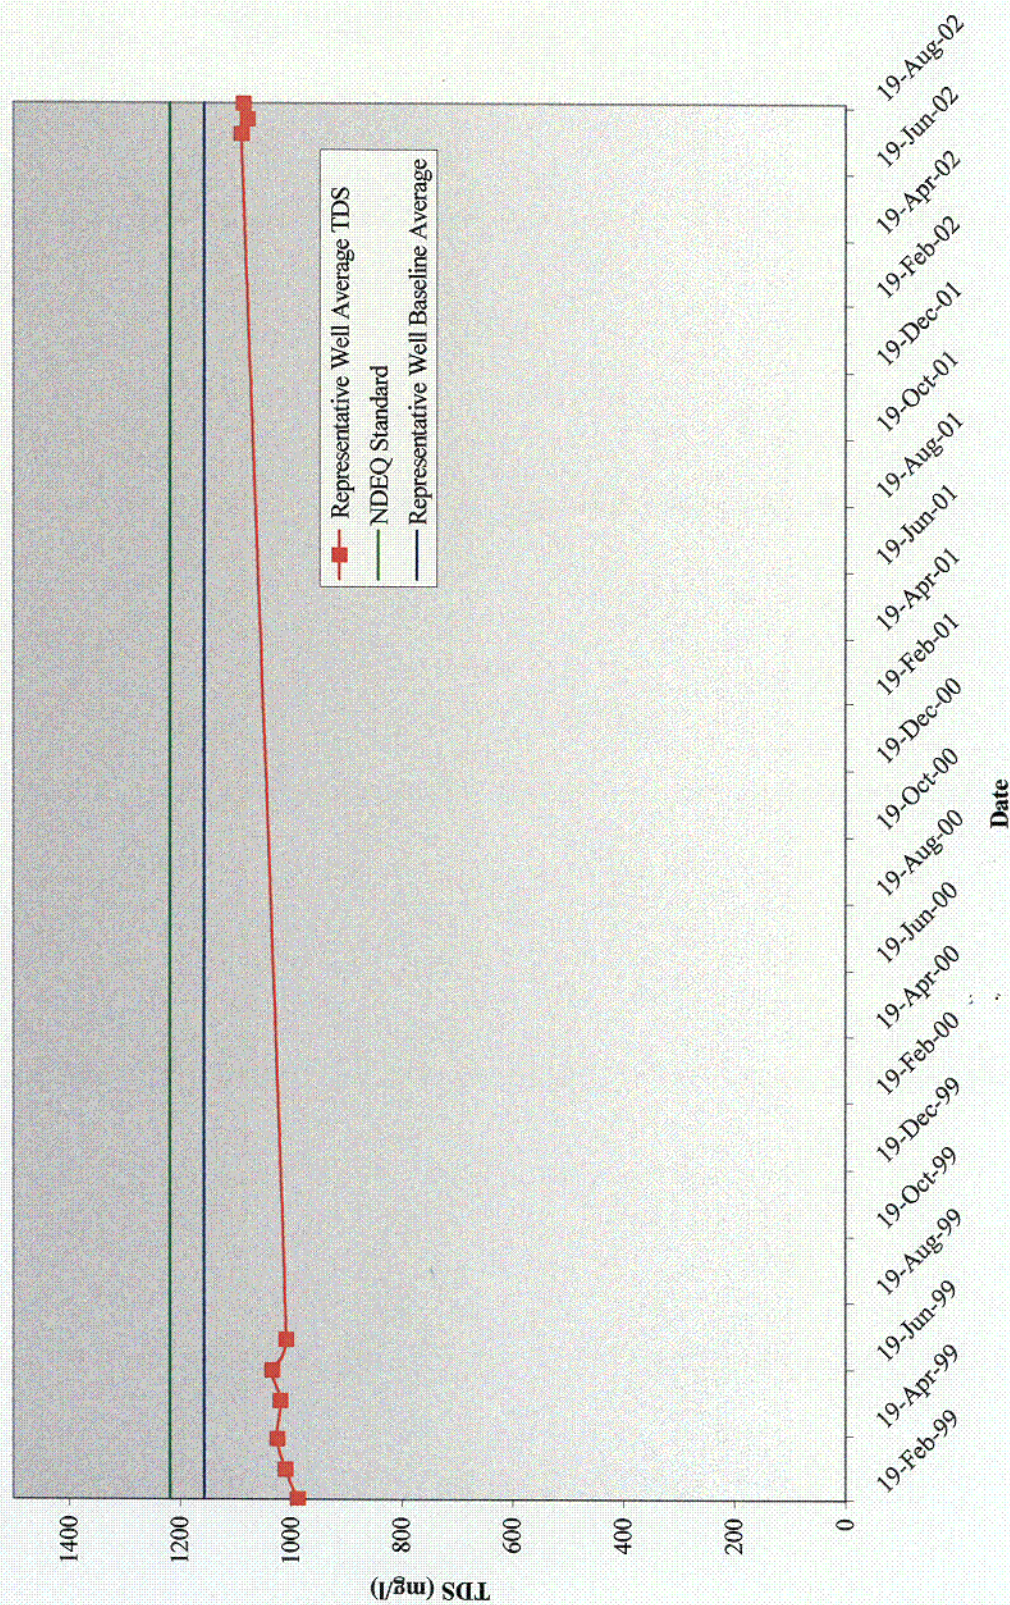 TDS (mg/l)
1400
1200
1000
800
600
400
200
0
Representative Well Average TDS
NDEQ Standard
Representative Well Baseline Average
19-Feb-99
19-Apr-99
19-Jun-99
19-Aug-99
19-Oct-99
19-Dec-99
19-Feb-00
19-Apr-00
19-Jun-00
19-Aug-00
19-Oct-00
19-Dec-00
19-Feb-01
19-Apr-01
19-Jun-01
19-Aug-01
19-Oct-01
19-Dec-01
19-Feb-02
19-Apr-02
19-Jun-02
19-Aug-02
Date